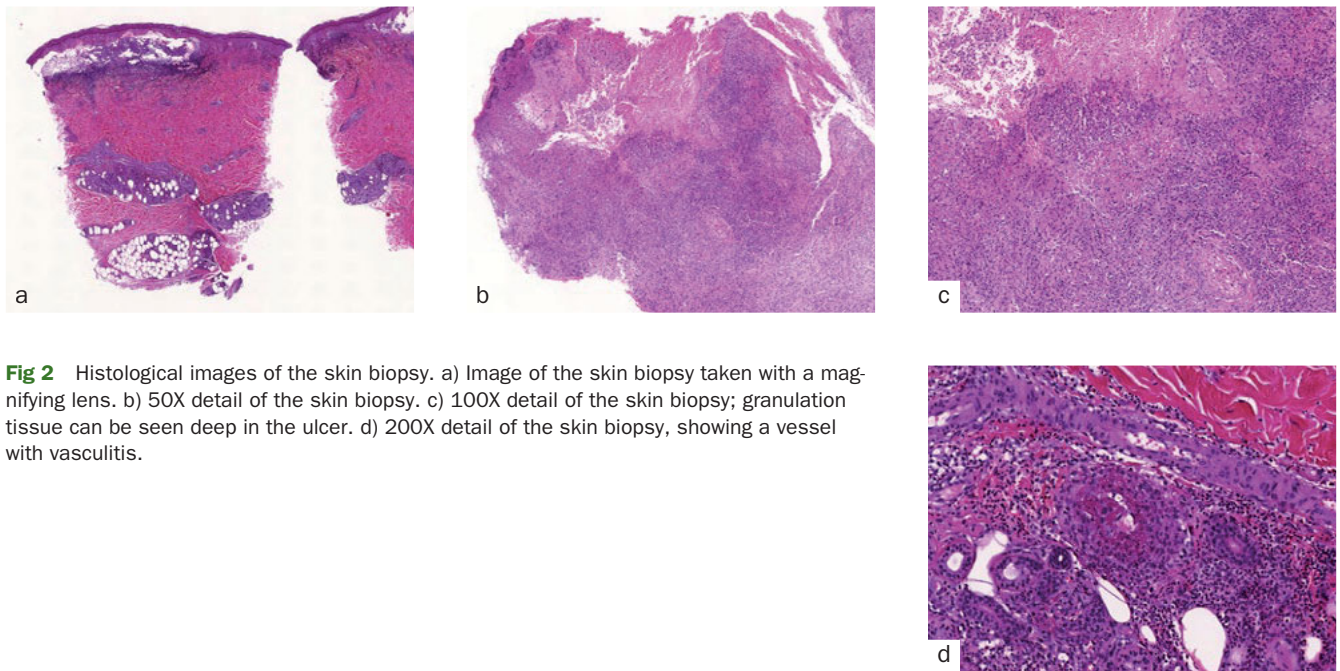 a
b
c
Fig 2 Histological images of the skin biopsy. a) Image of the skin biopsy taken with a mag-
nifying lens. b) 50X detail of the skin biopsy. c) 100X detail of the skin biopsy; granulation
tissue can be seen deep in the ulcer. d) 200X detail of the skin biopsy, showing a vessel
with vasculitis.
d